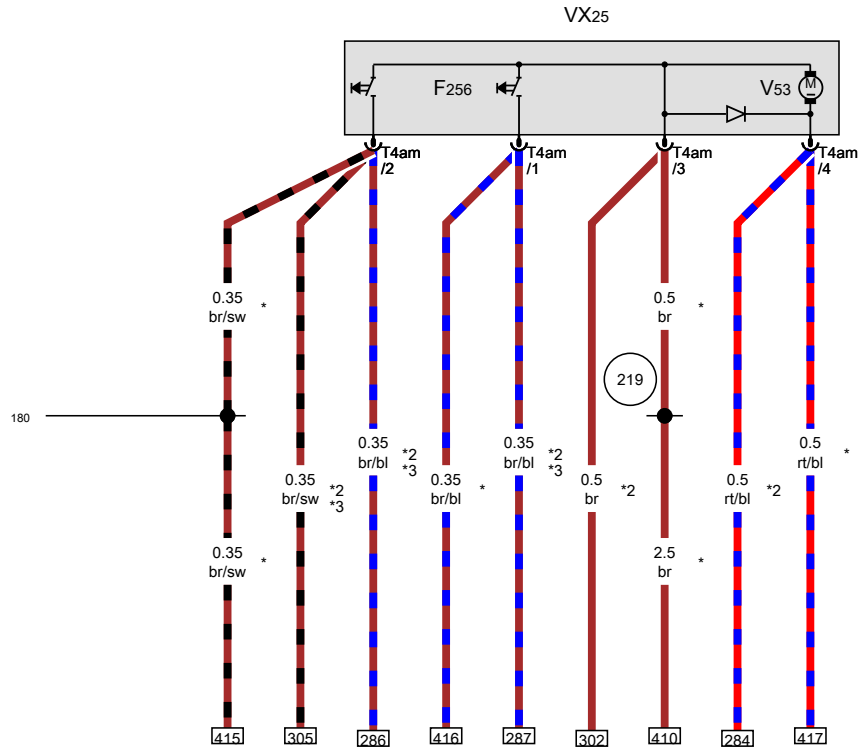 VX25
F256
V53
M
T4am
/2
T4am
/1
T4am
/3
T4am
/4
0.35
br/sw *
0.5
br *
219
180
0.35
br/sw *2
*3
0.35
br/bl *2
*3
0.35
br/bl *
0.35
br/bl *2
*3
0.5
br *2
0.5
rt/bl *2
0.5
rt/bl *
0.35
br/sw *
2.5
br *
415
305
286
416
287
302
410
284
417